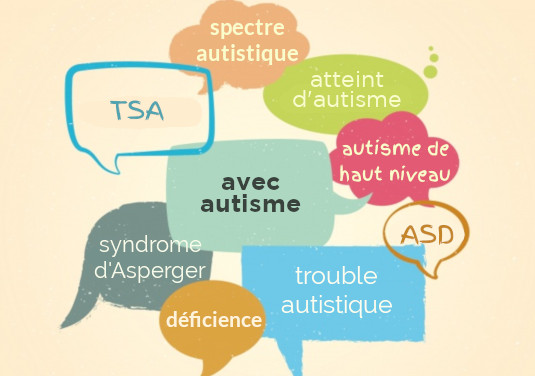 spectre
autistique
atteint
d'autisme
TSA
autisme de
haut niveau
avec
autisme
ASD
syndrome
d'Asperger
trouble
autistique
déficience